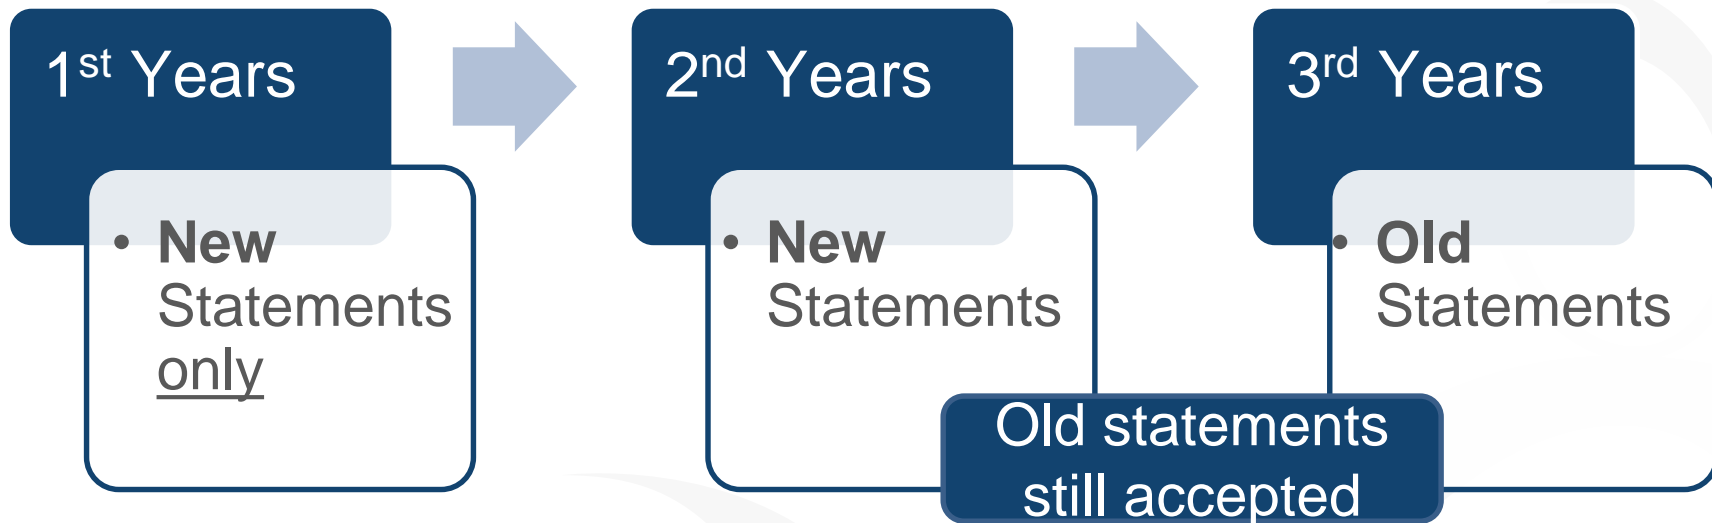 1st Years
• New
Statements
only
2nd Years
• New
Statements
3rd Years
• Old
Statements
Old statements
still accepted